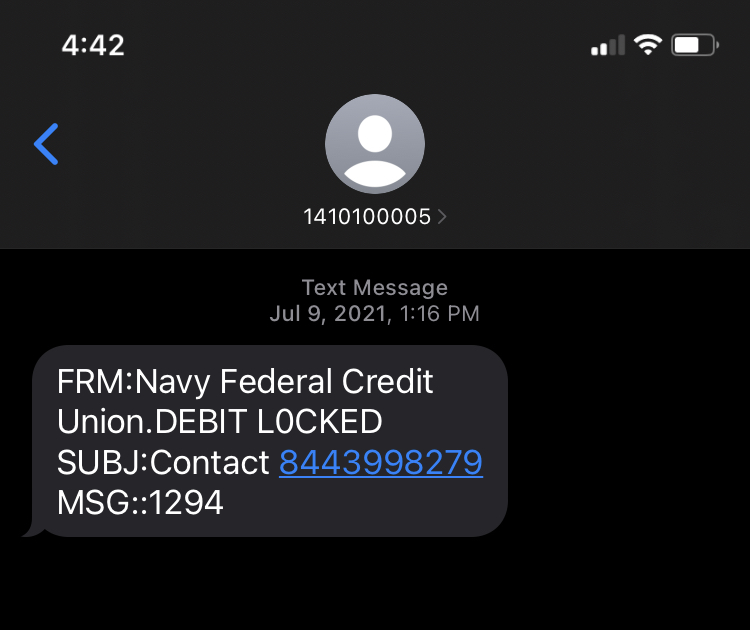 4:42
1410100005
Text Message
Jul 9, 2021, 1:16 PM
FRM:Navy Federal Credit
Union.DEBIT L0CKED
SUBJ:Contact 8443998279
MSG::1294